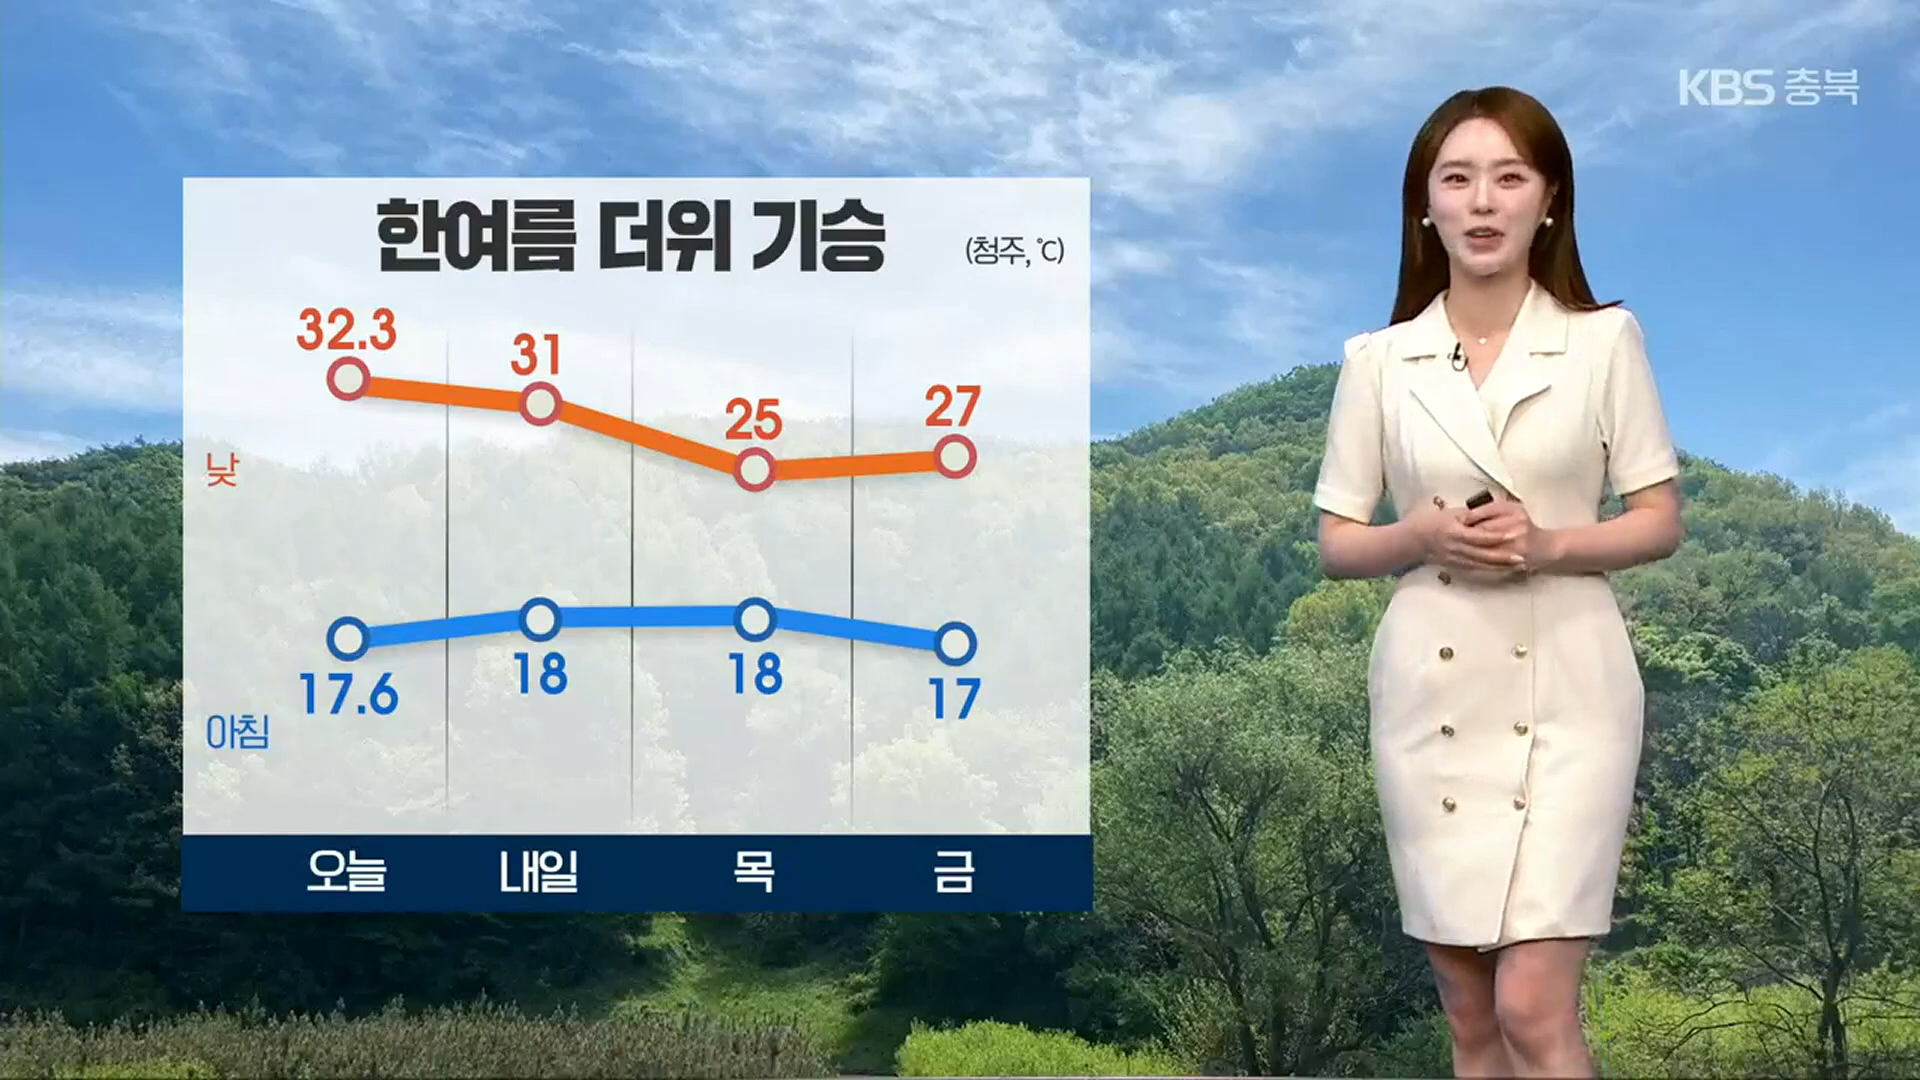 KBS 충북
한여름 더위 기승
(청주, ℃)
32.3 31 25 27
낮
17.6 18 18 17
아침
오늘 내일 목 금